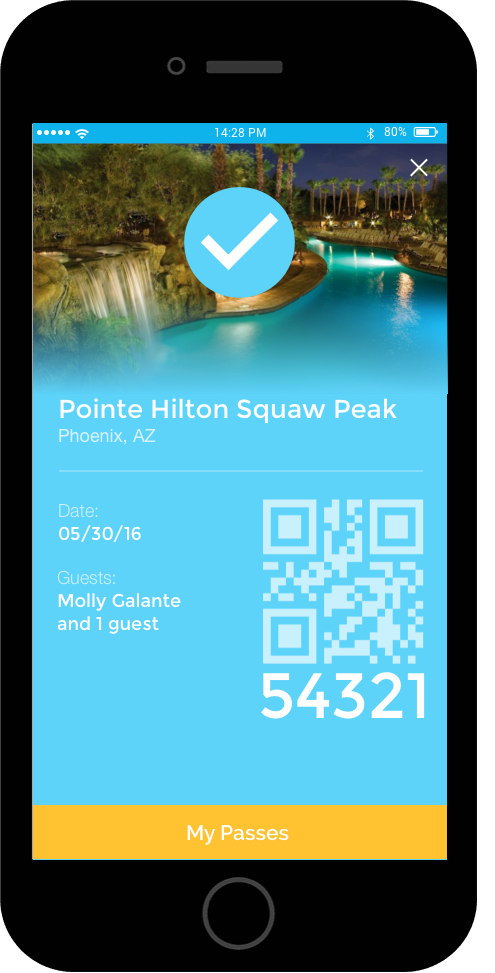 14:28 PM
80%
Pointe Hilton Squaw Peak
Phoenix, AZ
Date:
05/30/16
Guests:
Molly Galante
and 1 guest
54321
My Passes